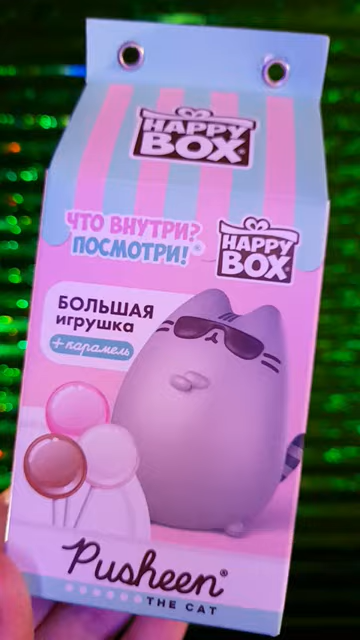 HAPPY
BOX®
ЧТО ВНУТРИ?
ПОСМОТРИ!
HAPPY
BOX®
БОЛЬШАЯ
игрушка
+ карамель
Pusheen®
THE CAT